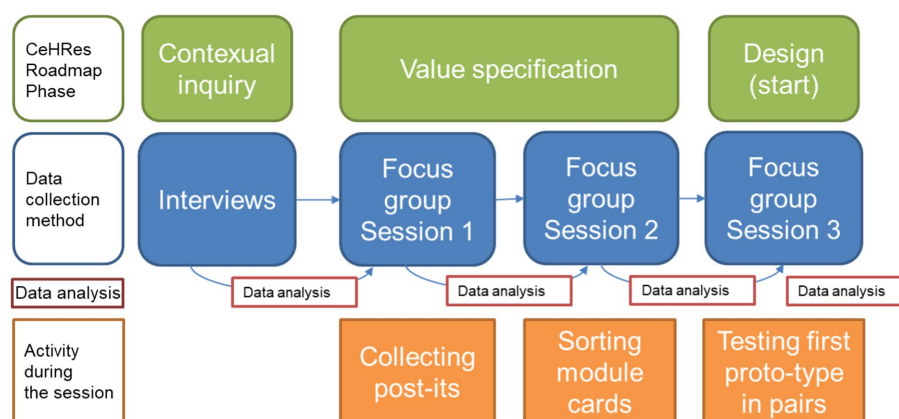 CeHRes
Roadmap
Phase
Contexual
inquiry
Value specification
Design
(start)
Data
collection
method
Interviews
Focus
group
Session 1
Focus
group
Session 2
Focus
group
Session 3
Data analysis
Data analysis
Data analysis
Data analysis
Data analysis
Activity
during
the session
Collecting
post-its
Sorting
module
cards
Testing first
proto-type
in pairs